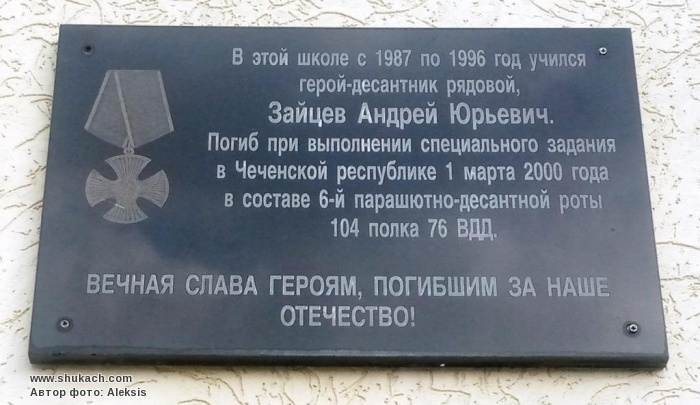 В этой школе с 1987 по 1996 год учился
герой-десантник рядовой,
Зайцев Андрей Юрьевич.
Погиб при выполнении специального задания
в Чеченской республике 1 марта 2000 года
в составе 6-й парашютно-десантной роты
104 полка 76 ВДД.
ВЕЧНАЯ СЛАВА ГЕРОЯМ, ПОГИБШИМ ЗА НАШЕ
ОТЕЧЕСТВО!
www.shukach.com
Автор фото: Aleksis